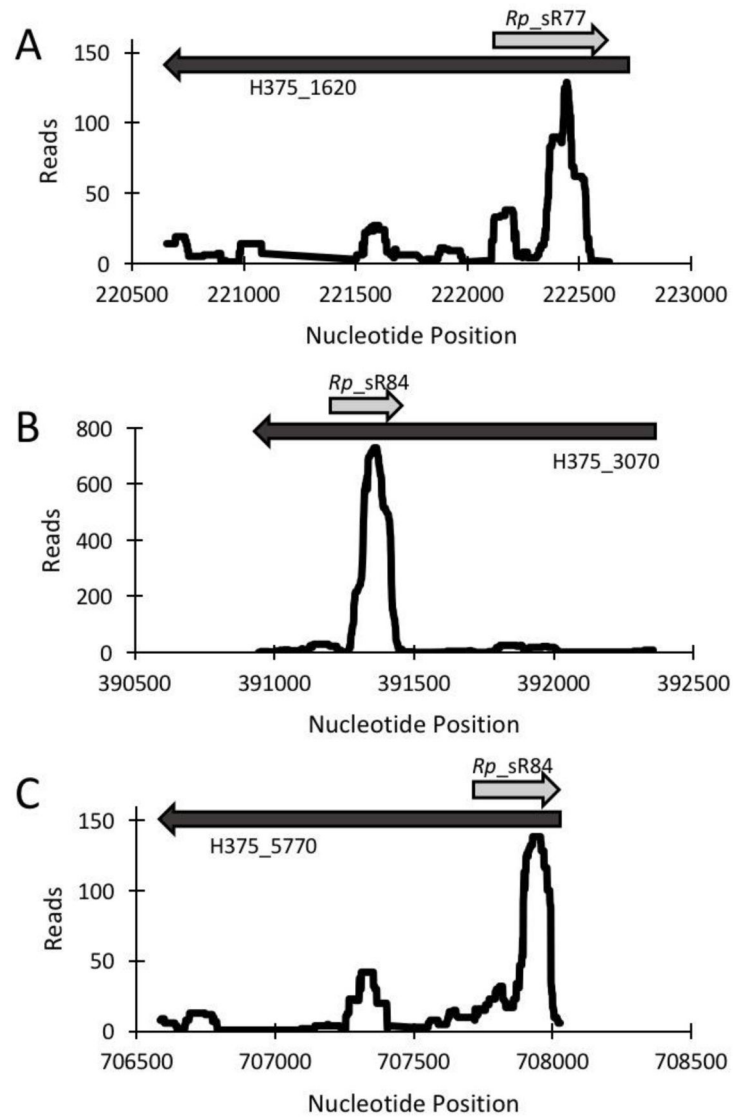 A
Rp_sR77
150
H375_1620
100
50
0
Reads
220500 221000 221500 222000 222500 223000
Nucleotide Position
B
Rp_sR84
800
H375_3070
600
400
200
0
Reads
390500 391000 391500 392000 392500
Nucleotide Position
C
Rp_sR84
150
H375_5770
100
50
0
Reads
706500 707000 707500 708000 708500
Nucleotide Position